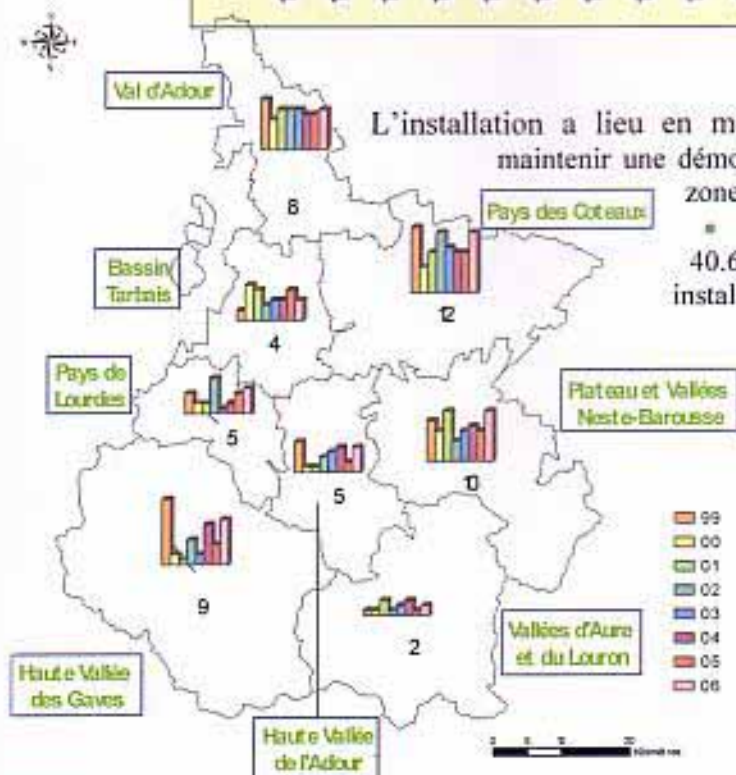 Val d'Adour
L'installation a lieu en m
maintenir une démo
zone
8
Pays des Coteaux
40.6
instal
Bassin
Tarbais
12
4
Pays de
Lourdes
Plateau et Vallées
Neste-Barousse
5
5
10
99
00
01
02
03
04
05
06
9
2
Vallées d'Aure
et du Louron
Haute Vallée
des Gaves
Haute Vallée
de l'Adour